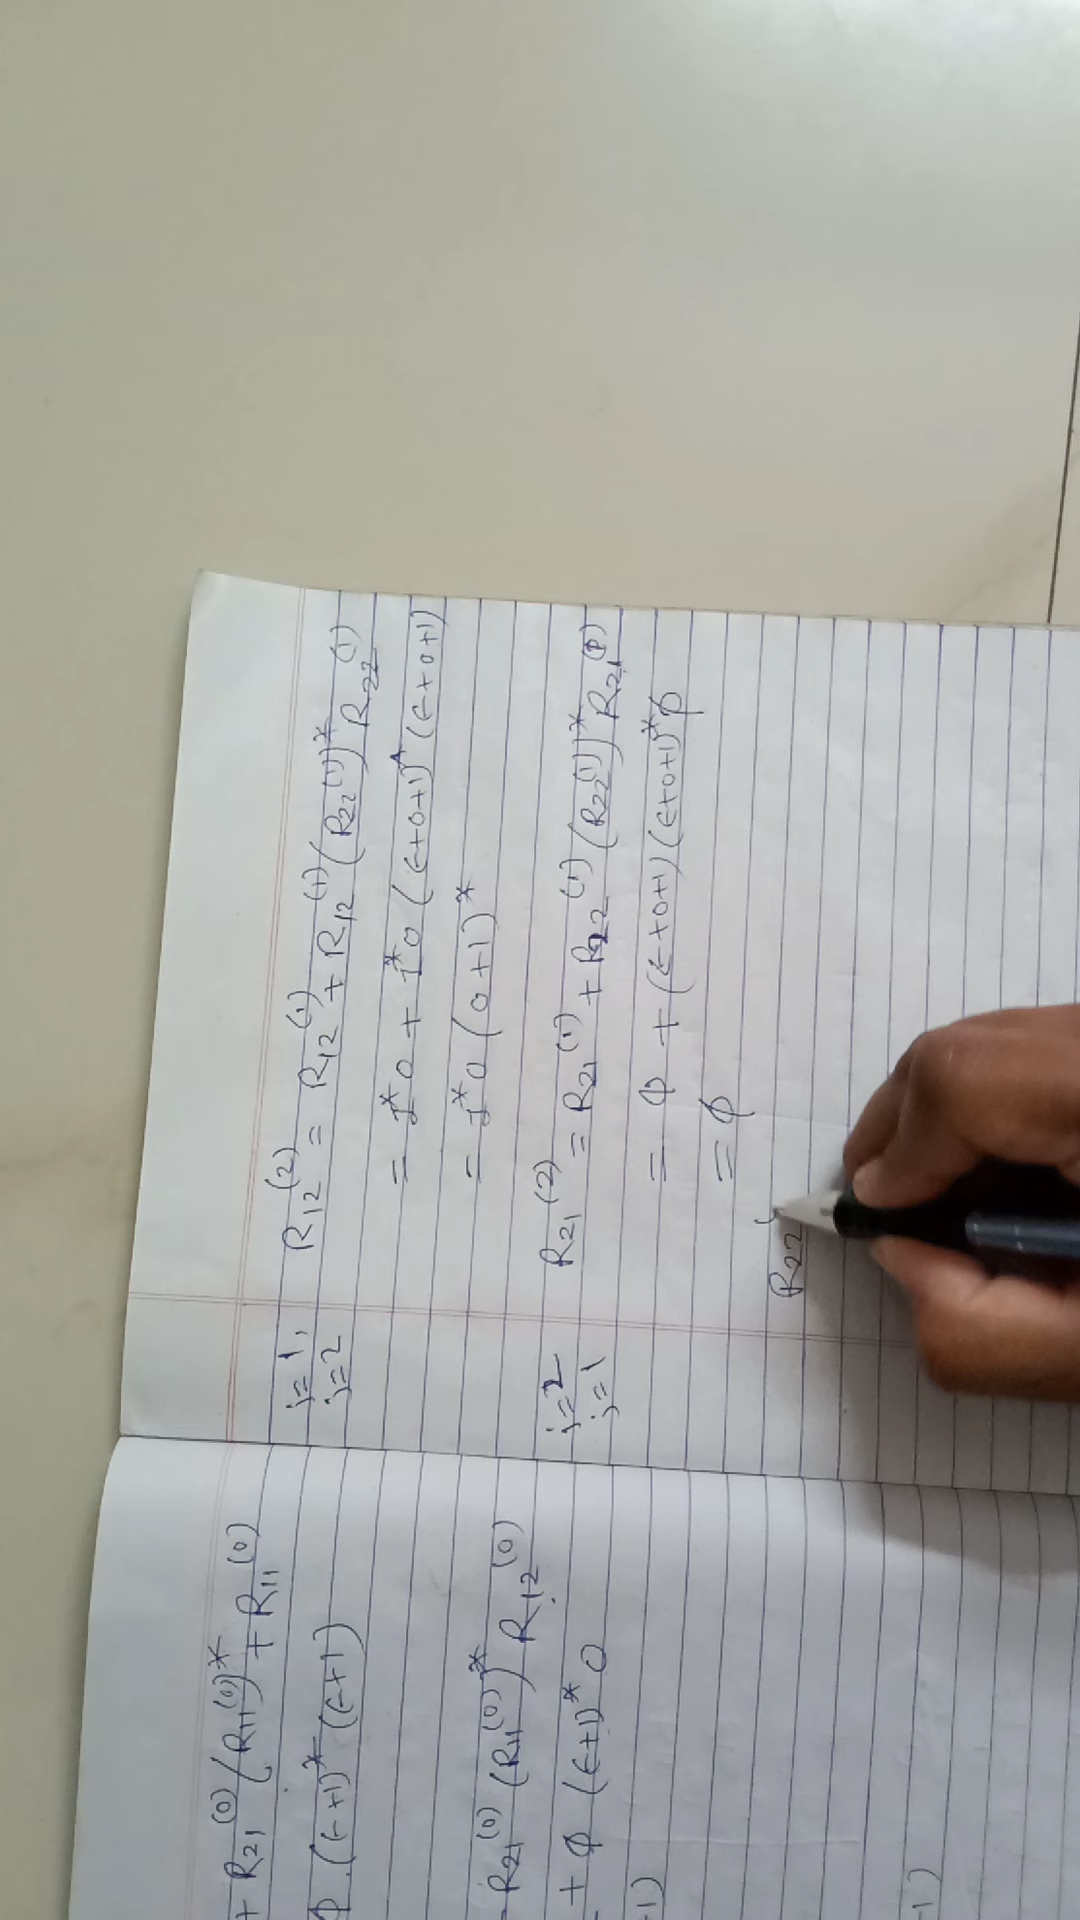 + R21^(0) (R11^(0))* + R11^(0)
ϕ . (ϵ+1)* (ϵ+1)
R21^(0) (R11^(0))* R12^(0)
+ ϕ (ϵ+1)* 0
+1)
+1)
i=1, R12^(2) = R12^(1) + R12^(1) (R22^(1))* R22^(1)
j=2
= 1*0 + 1*0 (ϵ+0+1)* (ϵ+0+1)
= 1*0 (0+1)*
i=2 R21^(2) = R21^(1) + R22^(1) (R22^(1))* R21^(1)
j=1
= ϕ + (ϵ+0+1) (ϵ+0+1)* ϕ
= ϕ
R22